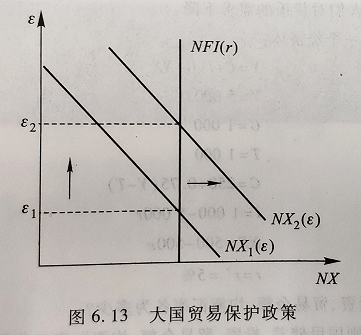 ε
NFI(r)
ε₂
ε₁
NX₂(ε)
NX₁(ε)
NX
图 6.13 大国贸易保护政策